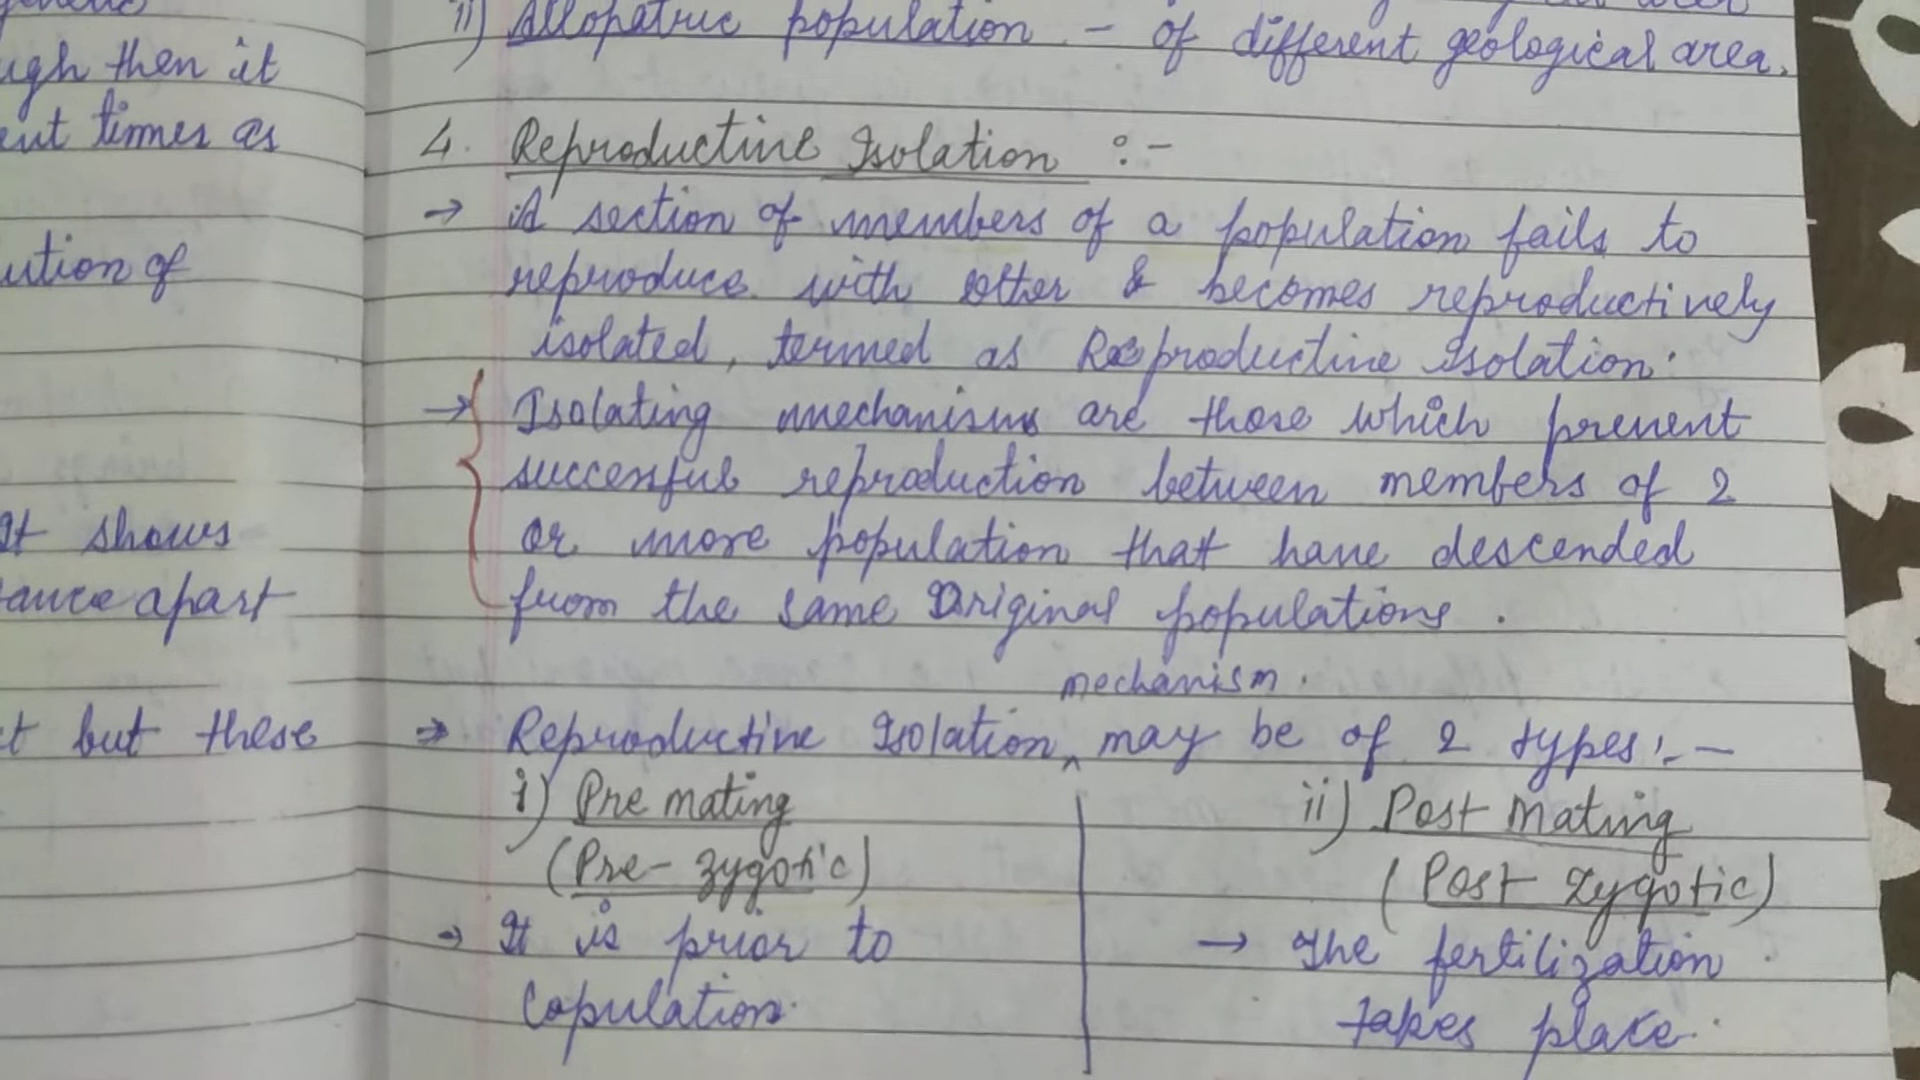 ugh then it
ent times as
ution of
It shows
tance apart
t but these
ii) Allopatric population - of different geological area.
4. Reproductive Isolation :-
→ A section of members of a population fails to
reproduce with other & becomes reproductively
isolated, termed as Reproductive Isolation.
→ Isolating mechanisms are those which prevent
successful reproduction between members of 2
or more population that have descended
from the same Original populations.
mechanism.
→ Reproductive Isolation ^ may be of 2 types:-
i) Pre mating
(Pre-zygotic)
→ It is prior to
Copulation.
ii) Post Mating
(Post Zygotic)
→ The fertilization
takes place.